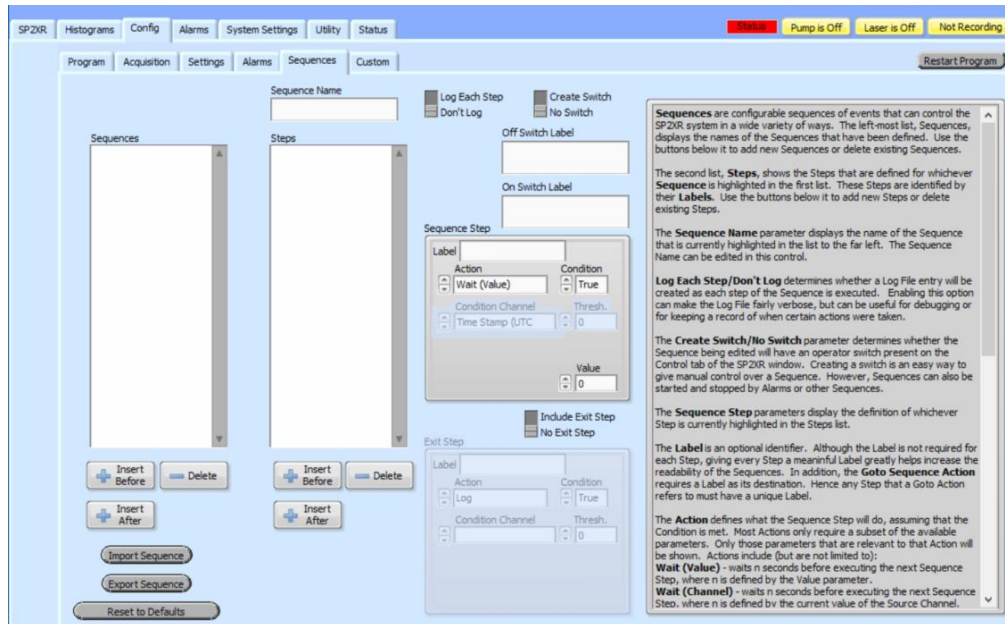 SP2XR Histograms Config Alarms System Settings Utility Status
Status Pump is Off Laser is Off Not Recording
Program Acquisition Settings Alarms Sequences Custom
Restart Program
Sequence Name
Log Each Step
Don't Log
Create Switch
No Switch
Sequences
Steps
Off Switch Label
On Switch Label
Sequence Step
Label
Action Condition
Wait (Value) True
Condition Channel Thresh.
Time Stamp (UTC 0
Value
0
Include Exit Step
No Exit Step
Exit Step
Label
Action Condition
Log True
Condition Channel Thresh.
0
Insert Before
Delete
Insert After
Insert Before
Delete
Insert After
Import Sequence
Export Sequence
Reset to Defaults
Sequences are configurable sequences of events that can control the
SP2XR system in a wide variety of ways. The left-most list, Sequences,
displays the names of the Sequences that have been defined. Use the
buttons below it to add new Sequences or delete existing Sequences.
The second list, Steps, shows the Steps that are defined for whichever
Sequence is highlighted in the first list. These Steps are identified by
their Labels. Use the buttons below it to add new Steps or delete
existing Steps.
The Sequence Name parameter displays the name of the Sequence
that is currently highlighted in the list to the far left. The Sequence
Name can be edited in this control.
Log Each Step/Don't Log determines whether a Log File entry will be
created as each step of the Sequence is executed. Enabling this option
can make the Log File fairly verbose, but can be useful for debugging or
for keeping a record of when certain actions were taken.
The Create Switch/No Switch parameter determines whether the
Sequence being edited will have an operator switch present on the
Control tab of the SP2XR window. Creating a switch is an easy way to
give manual control over a Sequence. However, Sequences can also be
started and stopped by Alarms or other Sequences.
The Sequence Step parameters display the definition of whichever
Step is currently highlighted in the Steps list.
The Label is an optional identifier. Although the Label is not required for
each Step, giving every Step a meaninful Label greatly helps increase the
readability of the Sequences. In addition, the Goto Sequence Action
requires a Label as its destination. Hence any Step that a Goto Action
refers to must have a unique Label.
The Action defines what the Sequence Step will do, assuming that the
Condition is met. Most Actions only require a subset of the available
parameters. Only those parameters that are relevant to that Action will
be shown. Actions include (but are not limited to):
Wait (Value) - waits n seconds before executing the next Sequence
Step, where n is defined by the Value parameter.
Wait (Channel) - waits n seconds before executing the next Sequence
Step, where n is defined by the current value of the Source Channel.